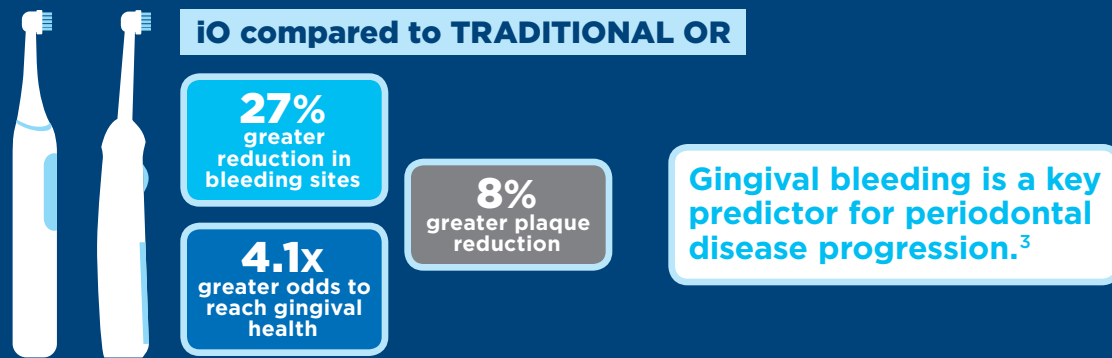 iO compared to TRADITIONAL OR
27%
greater
reduction in
bleeding sites
4.1x
greater odds to
reach gingival
health
8%
greater plaque
reduction
Gingival bleeding is a key
predictor for periodontal
disease progression.³